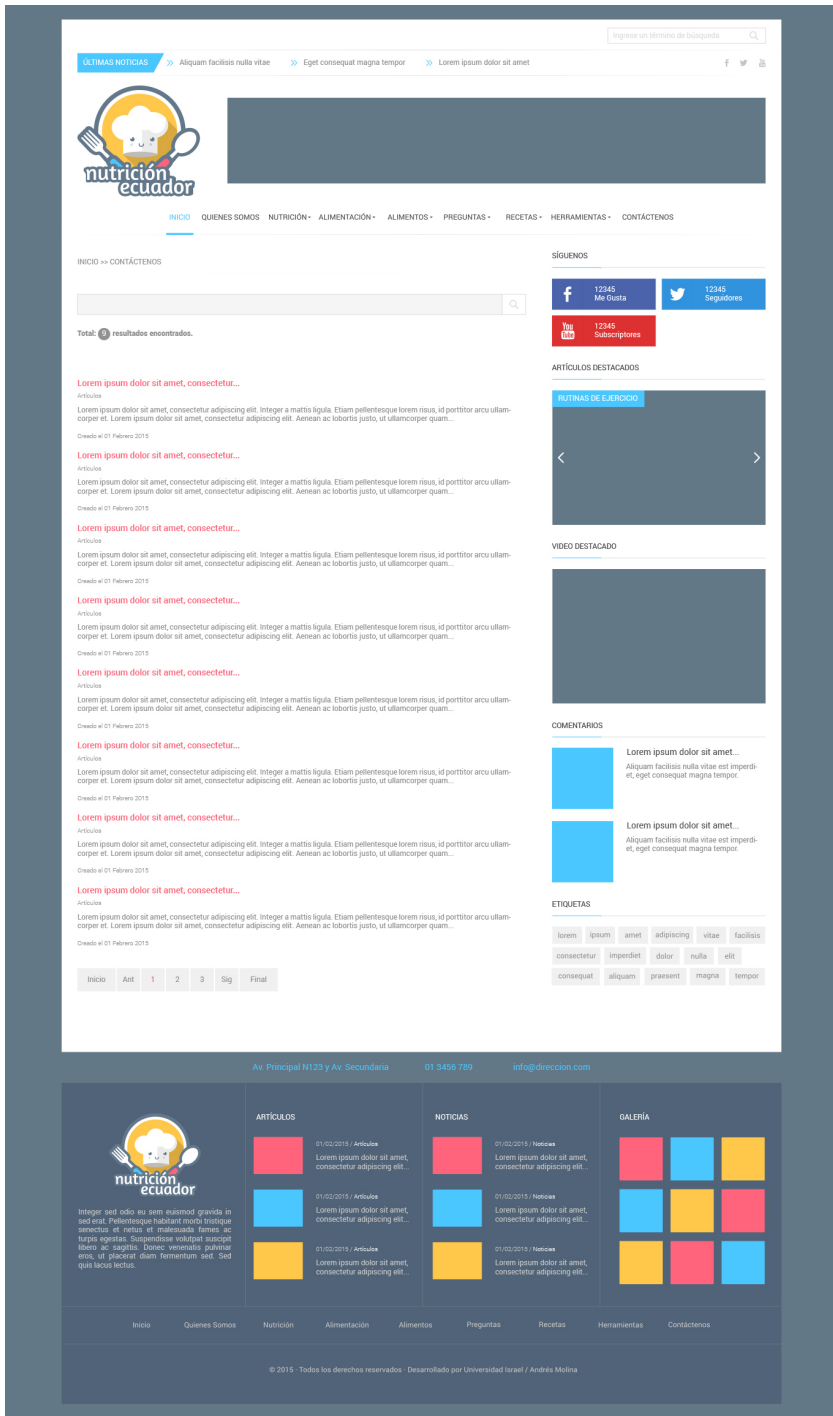 Ingrese un término de búsqueda
ÚLTIMAS NOTICIAS
Aliquam facilisis nulla vitae
Eget consequat magna tempor
Lorem ipsum dolor sit amet
nutrición
ecuador
INICIO QUIENES SOMOS NUTRICIÓN ALIMENTACIÓN ALIMENTOS PREGUNTAS RECETAS HERRAMIENTAS CONTÁCTENOS
INICIO >> CONTÁCTENOS
Total: 9 resultados encontrados.
Lorem ipsum dolor sit amet, consectetur...
Artículos
Lorem ipsum dolor sit amet, consectetur adipiscing elit. Integer a mattis ligula. Etiam pellentesque lorem risus, id porttitor arcu ullam-
corper et. Lorem ipsum dolor sit amet, consectetur adipiscing elit. Aenean ac lobortis justo, ut ullamcorper quam...
Creado el 01 Febrero 2015
Lorem ipsum dolor sit amet, consectetur...
Artículos
Lorem ipsum dolor sit amet, consectetur adipiscing elit. Integer a mattis ligula. Etiam pellentesque lorem risus, id porttitor arcu ullam-
corper et. Lorem ipsum dolor sit amet, consectetur adipiscing elit. Aenean ac lobortis justo, ut ullamcorper quam...
Creado el 01 Febrero 2015
Lorem ipsum dolor sit amet, consectetur...
Artículos
Lorem ipsum dolor sit amet, consectetur adipiscing elit. Integer a mattis ligula. Etiam pellentesque lorem risus, id porttitor arcu ullam-
corper et. Lorem ipsum dolor sit amet, consectetur adipiscing elit. Aenean ac lobortis justo, ut ullamcorper quam...
Creado el 01 Febrero 2015
Lorem ipsum dolor sit amet, consectetur...
Artículos
Lorem ipsum dolor sit amet, consectetur adipiscing elit. Integer a mattis ligula. Etiam pellentesque lorem risus, id porttitor arcu ullam-
corper et. Lorem ipsum dolor sit amet, consectetur adipiscing elit. Aenean ac lobortis justo, ut ullamcorper quam...
Creado el 01 Febrero 2015
Lorem ipsum dolor sit amet, consectetur...
Artículos
Lorem ipsum dolor sit amet, consectetur adipiscing elit. Integer a mattis ligula. Etiam pellentesque lorem risus, id porttitor arcu ullam-
corper et. Lorem ipsum dolor sit amet, consectetur adipiscing elit. Aenean ac lobortis justo, ut ullamcorper quam...
Creado el 01 Febrero 2015
Lorem ipsum dolor sit amet, consectetur...
Artículos
Lorem ipsum dolor sit amet, consectetur adipiscing elit. Integer a mattis ligula. Etiam pellentesque lorem risus, id porttitor arcu ullam-
corper et. Lorem ipsum dolor sit amet, consectetur adipiscing elit. Aenean ac lobortis justo, ut ullamcorper quam...
Creado el 01 Febrero 2015
Lorem ipsum dolor sit amet, consectetur...
Artículos
Lorem ipsum dolor sit amet, consectetur adipiscing elit. Integer a mattis ligula. Etiam pellentesque lorem risus, id porttitor arcu ullam-
corper et. Lorem ipsum dolor sit amet, consectetur adipiscing elit. Aenean ac lobortis justo, ut ullamcorper quam...
Creado el 01 Febrero 2015
Lorem ipsum dolor sit amet, consectetur...
Artículos
Lorem ipsum dolor sit amet, consectetur adipiscing elit. Integer a mattis ligula. Etiam pellentesque lorem risus, id porttitor arcu ullam-
corper et. Lorem ipsum dolor sit amet, consectetur adipiscing elit. Aenean ac lobortis justo, ut ullamcorper quam...
Creado el 01 Febrero 2015
Inicio Ant 1 2 3 Sig Final
SÍGUENOS
12345
Me Gusta
12345
Seguidores
You
Tube
12345
Subscriptores
ARTÍCULOS DESTACADOS
RUTINAS DE EJERCICIO
VIDEO DESTACADO
COMENTARIOS
Lorem ipsum dolor sit amet...
Aliquam facilisis nulla vitae est imperdi-
et, eget consequat magna tempor.
Lorem ipsum dolor sit amet...
Aliquam facilisis nulla vitae est imperdi-
et, eget consequat magna tempor.
ETIQUETAS
lorem ipsum amet adipiscing vitae facilisis
consectetur imperdiet dolor nulla elit
consequat aliquam praesent magna tempor
Av. Principal N123 y Av. Secundaria 01 3456 789 info@direccion.com
nutrición
ecuador
Integer sed odio eu sem euismod gravida in
sed erat. Pellentesque habitant morbi tristique
senectus et netus et malesuada fames ac
turpis egestas. Suspendisse volutpat suscipit
libero ac sagittis. Donec venenatis pulvinar
eros, ut placerat diam fermentum sed. Sed
quis lacus lectus.
ARTÍCULOS
01/02/2015 / Artículos
Lorem ipsum dolor sit amet,
consectetur adipiscing elit...
01/02/2015 / Artículos
Lorem ipsum dolor sit amet,
consectetur adipiscing elit...
01/02/2015 / Artículos
Lorem ipsum dolor sit amet,
consectetur adipiscing elit...
NOTICIAS
01/02/2015 / Noticias
Lorem ipsum dolor sit amet,
consectetur adipiscing elit...
01/02/2015 / Noticias
Lorem ipsum dolor sit amet,
consectetur adipiscing elit...
01/02/2015 / Noticias
Lorem ipsum dolor sit amet,
consectetur adipiscing elit...
GALERÍA
Inicio Quienes Somos Nutrición Alimentación Alimentos Preguntas Recetas Herramientas Contáctenos
© 2015 · Todos los derechos reservados · Desarrollado por Universidad Israel / Andrés Molina